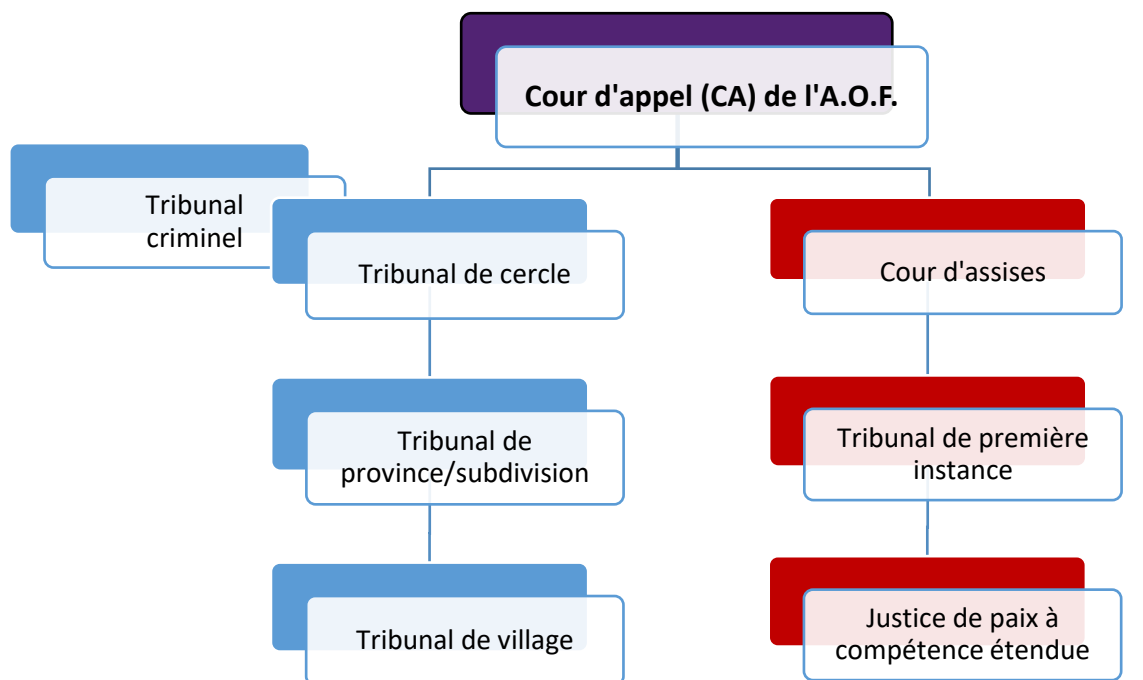 Cour d'appel (CA) de l'A.O.F.
Tribunal
criminel
Tribunal de cercle
Cour d'assises
Tribunal de
province/subdivision
Tribunal de première
instance
Tribunal de village
Justice de paix à
compétence étendue